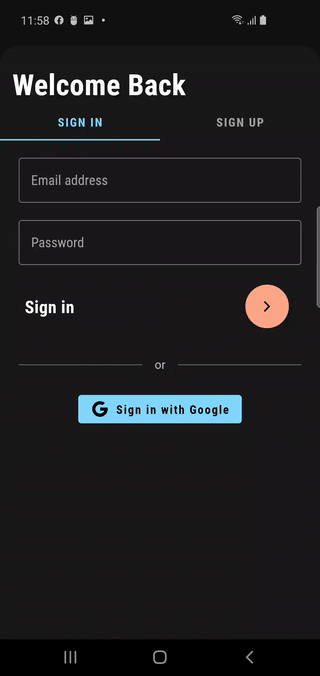 11:58
Welcome Back
SIGN IN
SIGN UP
Email address
Password
Sign in
or
Sign in with Google